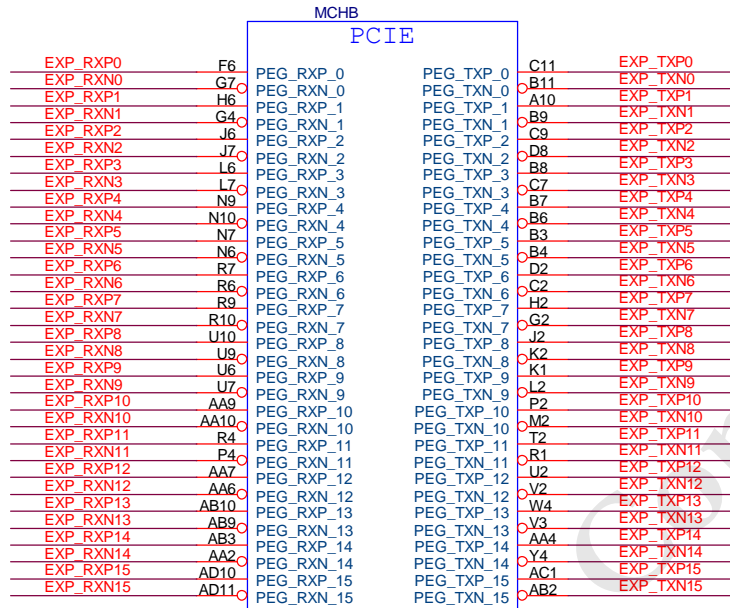 MCHB
PCIE
EXP_RXP0 F6 PEG_RXP_0 PEG_TXP_0 C11 EXP_TXP0
EXP_RXN0 G7 PEG_RXN_0 PEG_TXN_0 B11 EXP_TXN0
EXP_RXP1 H6 PEG_RXP_1 PEG_TXP_1 A10 EXP_TXP1
EXP_RXN1 G4 PEG_RXN_1 PEG_TXN_1 B9 EXP_TXN1
EXP_RXP2 J6 PEG_RXP_2 PEG_TXP_2 C9 EXP_TXP2
EXP_RXN2 J7 PEG_RXN_2 PEG_TXN_2 D8 EXP_TXN2
EXP_RXP3 L6 PEG_RXP_3 PEG_TXP_3 B8 EXP_TXP3
EXP_RXN3 L7 PEG_RXN_3 PEG_TXN_3 C7 EXP_TXN3
EXP_RXP4 N9 PEG_RXP_4 PEG_TXP_4 B7 EXP_TXP4
EXP_RXN4 N10 PEG_RXN_4 PEG_TXN_4 B6 EXP_TXN4
EXP_RXP5 N7 PEG_RXP_5 PEG_TXP_5 B3 EXP_TXP5
EXP_RXN5 N6 PEG_RXN_5 PEG_TXN_5 B4 EXP_TXN5
EXP_RXP6 R7 PEG_RXP_6 PEG_TXP_6 D2 EXP_TXP6
EXP_RXN6 R6 PEG_RXN_6 PEG_TXN_6 C2 EXP_TXN6
EXP_RXP7 R9 PEG_RXP_7 PEG_TXP_7 H2 EXP_TXP7
EXP_RXN7 R10 PEG_RXN_7 PEG_TXN_7 G2 EXP_TXN7
EXP_RXP8 U10 PEG_RXP_8 PEG_TXP_8 J2 EXP_TXP8
EXP_RXN8 U9 PEG_RXN_8 PEG_TXN_8 K2 EXP_TXN8
EXP_RXP9 U6 PEG_RXP_9 PEG_TXP_9 K1 EXP_TXP9
EXP_RXN9 U7 PEG_RXN_9 PEG_TXN_9 L2 EXP_TXN9
EXP_RXP10 AA9 PEG_RXP_10 PEG_TXP_10 P2 EXP_TXP10
EXP_RXN10 AA10 PEG_RXN_10 PEG_TXN_10 M2 EXP_TXN10
EXP_RXP11 R4 PEG_RXP_11 PEG_TXP_11 T2 EXP_TXP11
EXP_RXN11 P4 PEG_RXN_11 PEG_TXN_11 R1 EXP_TXN11
EXP_RXP12 AA7 PEG_RXP_12 PEG_TXP_12 U2 EXP_TXP12
EXP_RXN12 AA6 PEG_RXN_12 PEG_TXN_12 V2 EXP_TXN12
EXP_RXP13 AB10 PEG_RXP_13 PEG_TXP_13 W4 EXP_TXP13
EXP_RXN13 AB9 PEG_RXN_13 PEG_TXN_13 V3 EXP_TXN13
EXP_RXP14 AB3 PEG_RXP_14 PEG_TXP_14 AA4 EXP_TXP14
EXP_RXN14 AA2 PEG_RXN_14 PEG_TXN_14 Y4 EXP_TXN14
EXP_RXP15 AD10 PEG_RXP_15 PEG_TXP_15 AC1 EXP_TXP15
EXP_RXN15 AD11 PEG_RXN_15 PEG_TXN_15 AB2 EXP_TXN15